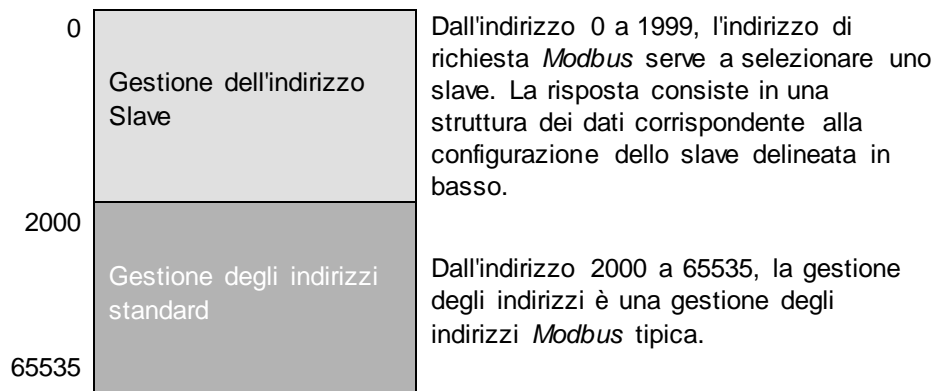 0
Gestione dell'indirizzo
Slave
Dall'indirizzo 0 a 1999, l'indirizzo di
richiesta Modbus serve a selezionare uno
slave. La risposta consiste in una
struttura dei dati corrispondente alla
configurazione dello slave delineata in
basso.
2000
Gestione degli indirizzi
standard
Dall'indirizzo 2000 a 65535, la gestione
degli indirizzi è una gestione degli
indirizzi Modbus tipica.
65535